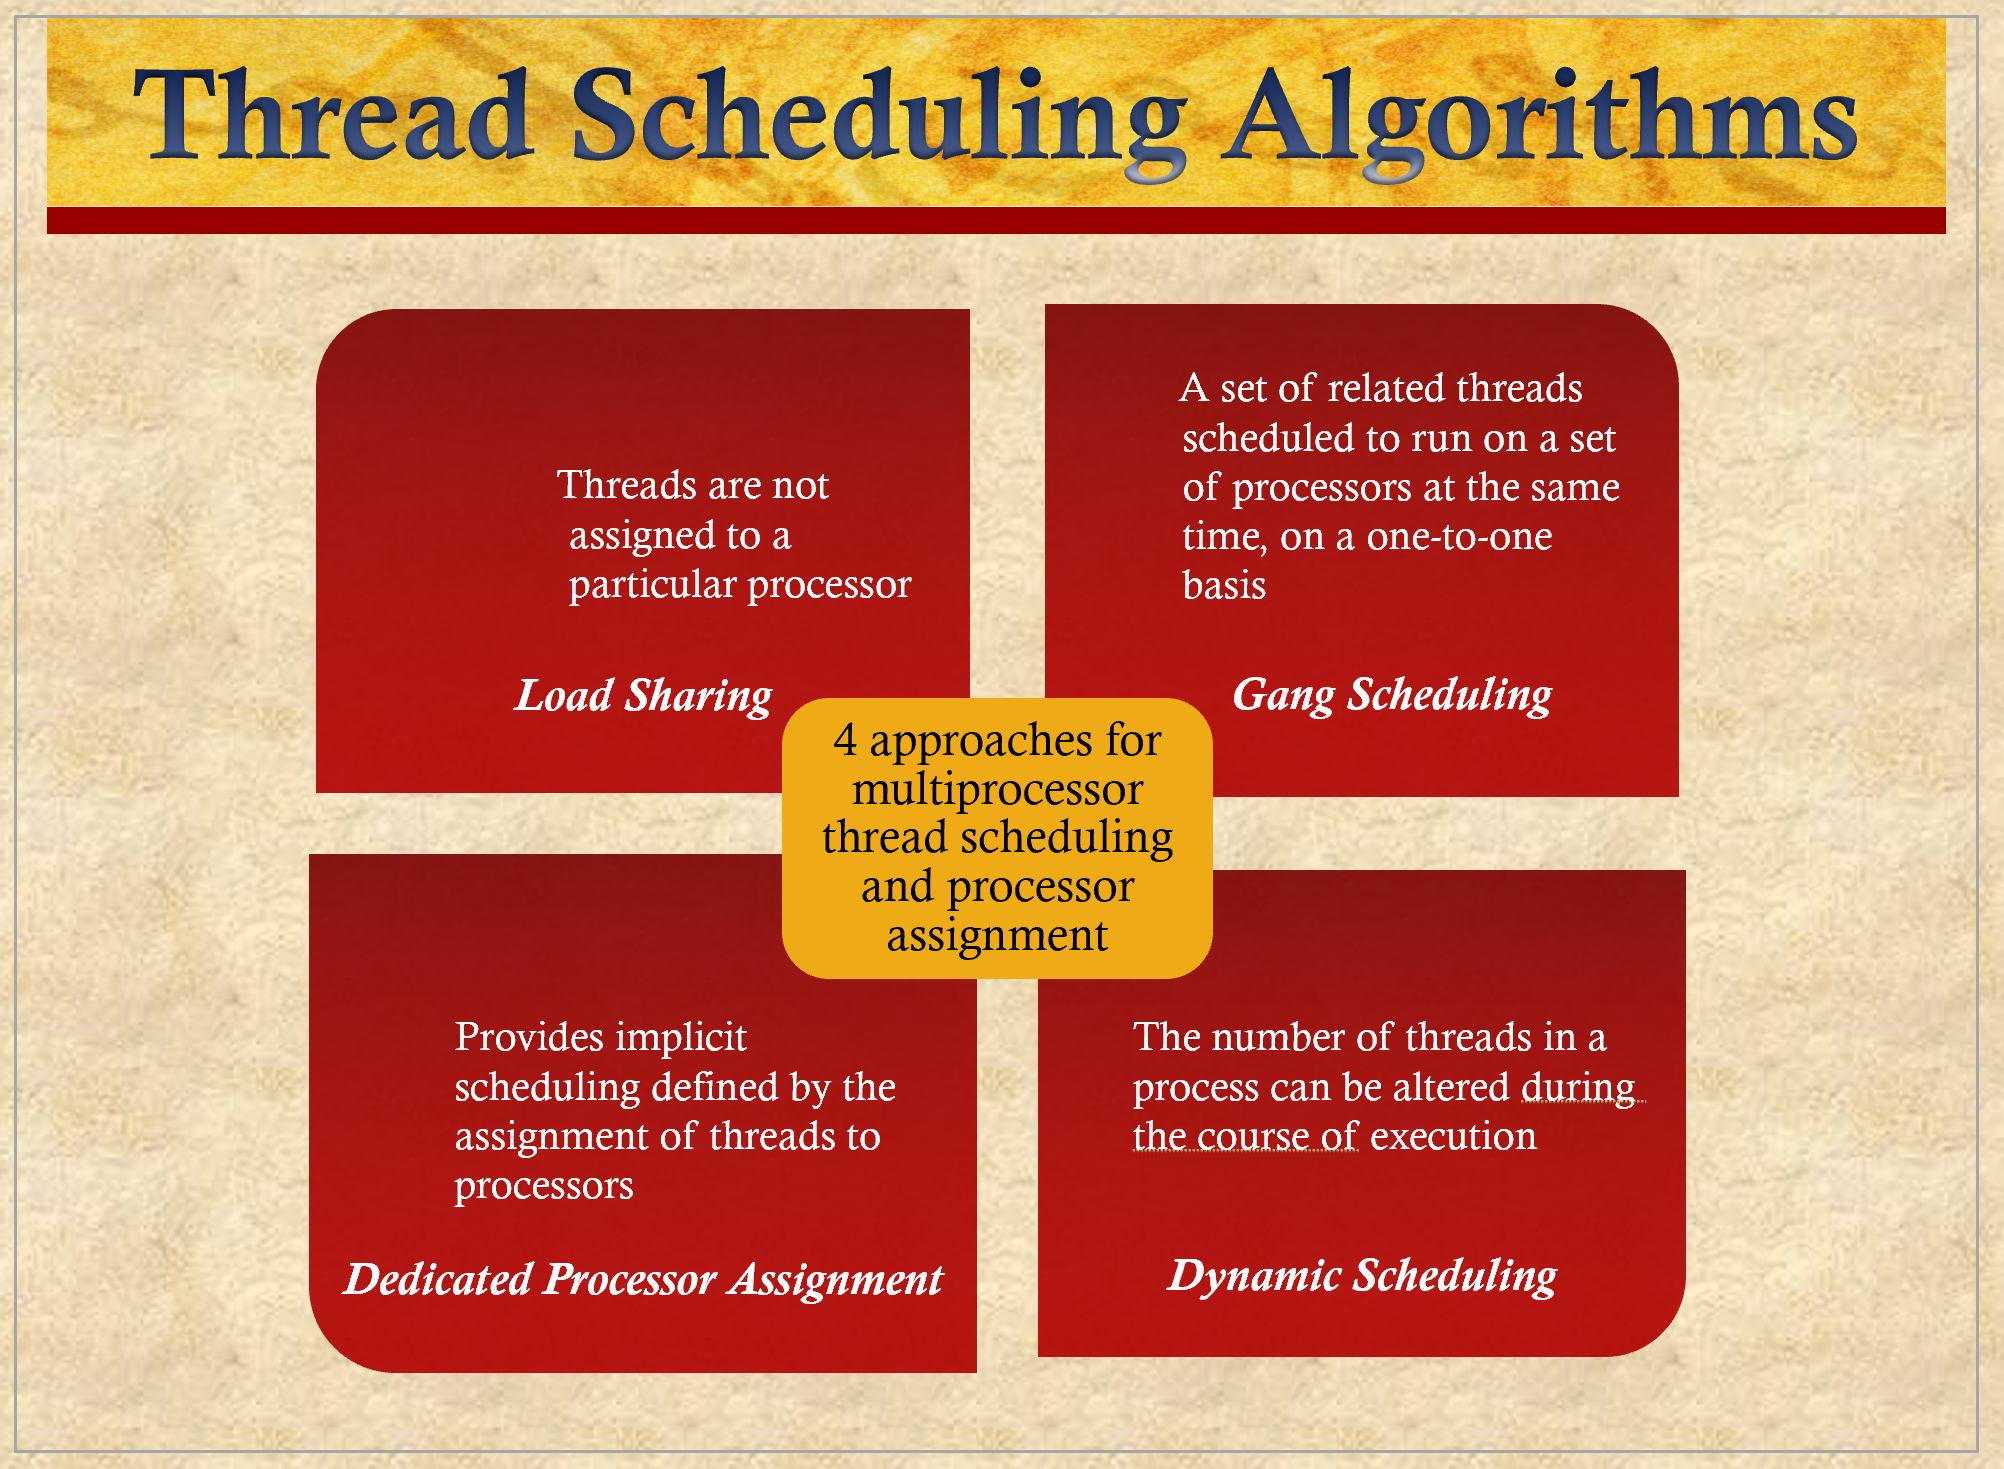 Thread Scheduling Algorithms
Threads are not
assigned to a
particular processor
Load Sharing
A set of related threads
scheduled to run on a set
of processors at the same
time, on a one-to-one
basis
Gang Scheduling
4 approaches for
multiprocessor
thread scheduling
and processor
assignment
Provides implicit
scheduling defined by the
assignment of threads to
processors
Dedicated Processor Assignment
The number of threads in a
process can be altered during
the course of execution
Dynamic Scheduling